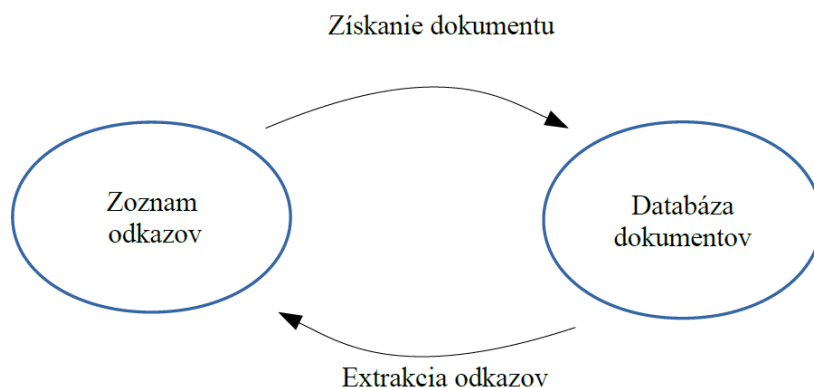 Získanie dokumentu
Zoznam
odkazov
Databáza
dokumentov
Extrakcia odkazov